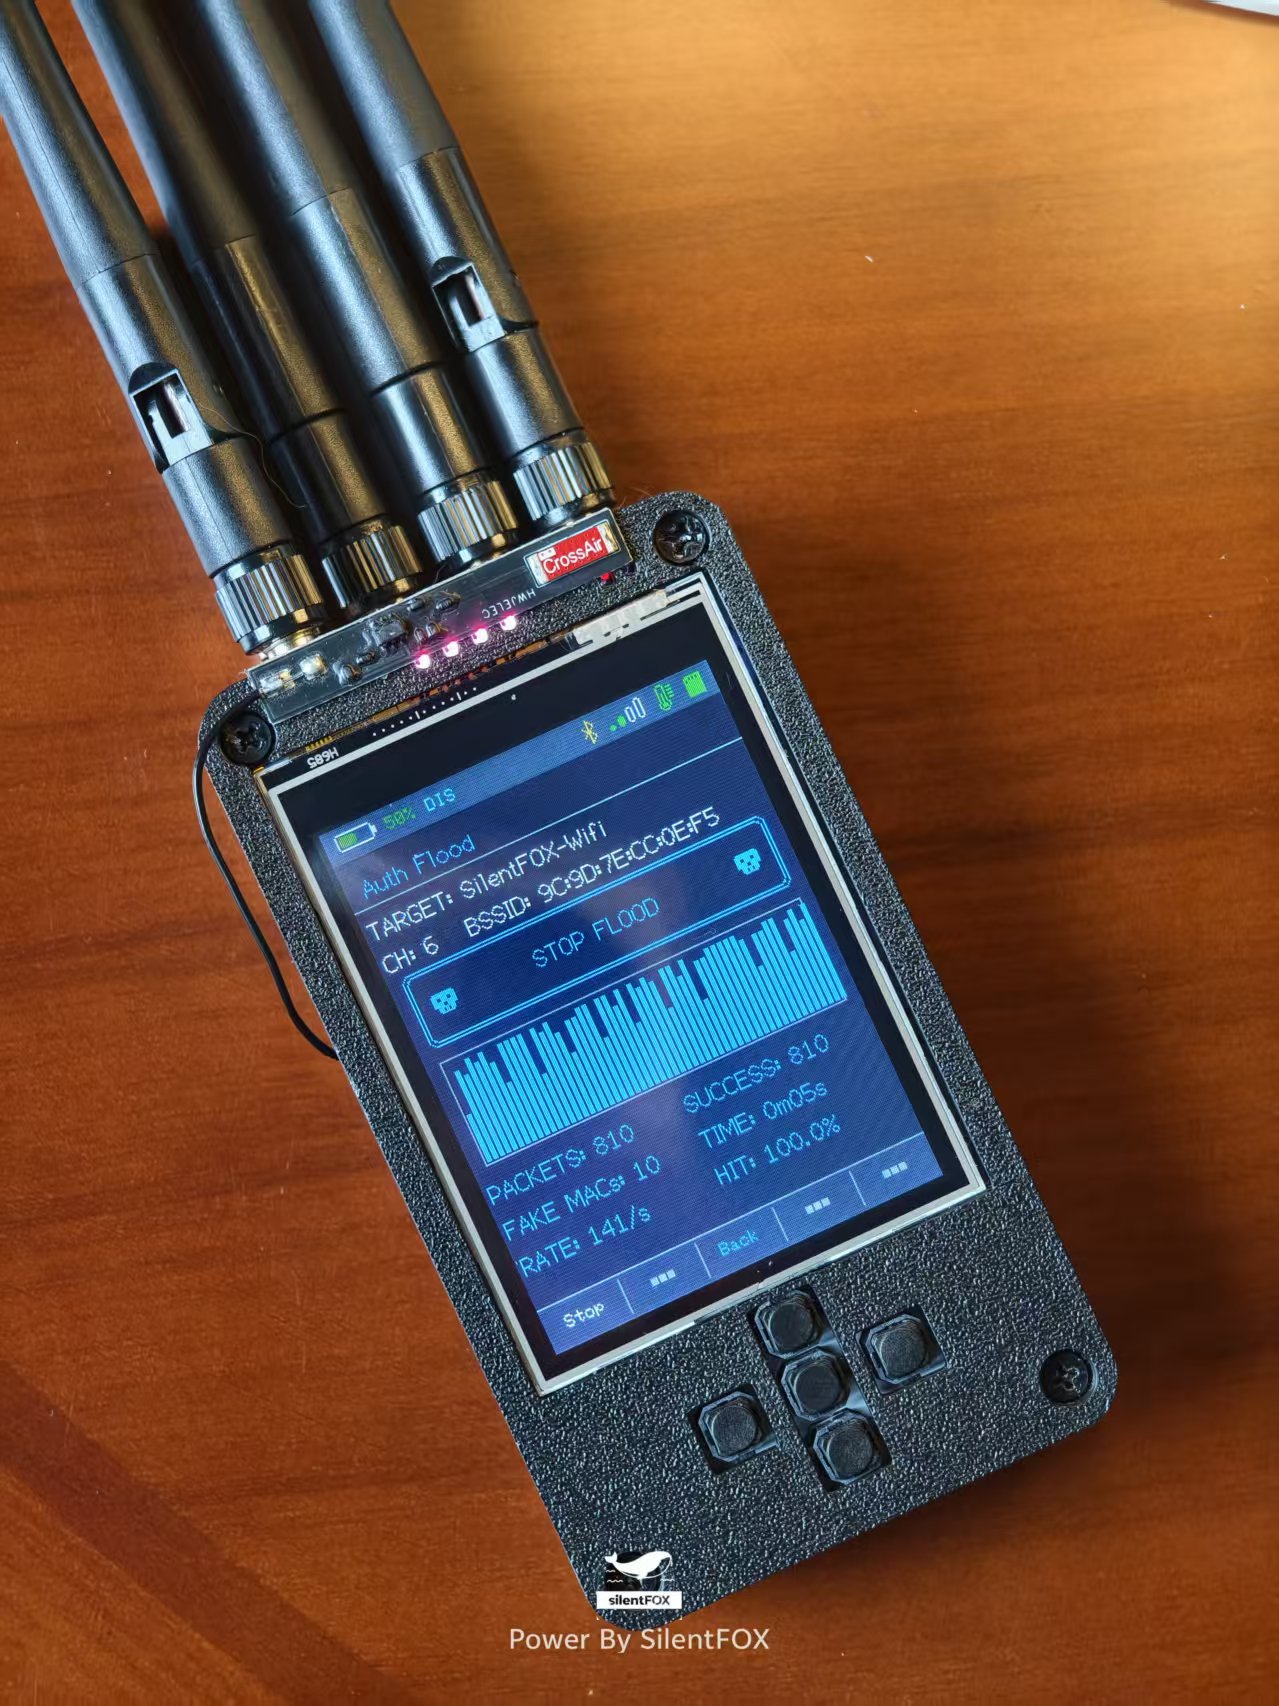 CrossAir
HWJELEC
H685
50% DIS
Auth Flood
TARGET: SilentFOX-Wifi
CH: 6 BSSID: 9C:9D:7E:CC:0E:F5
STOP FLOOD
PACKETS: 810 SUCCESS: 810
FAKE MACs: 10 TIME: 0m05s
RATE: 141/s HIT: 100.0%
Stop Back
silentFOX
Power By SilentFOX